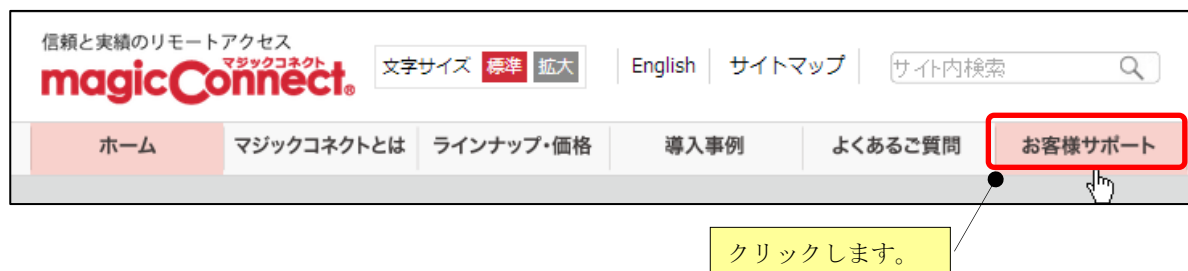 信頼と実績のリモートアクセス
マジックコネクト
magicConnect®
文字サイズ 標準 拡大
English サイトマップ サイト内検索
ホーム マジックコネクトとは ラインナップ・価格 導入事例 よくあるご質問 お客様サポート
クリックします。